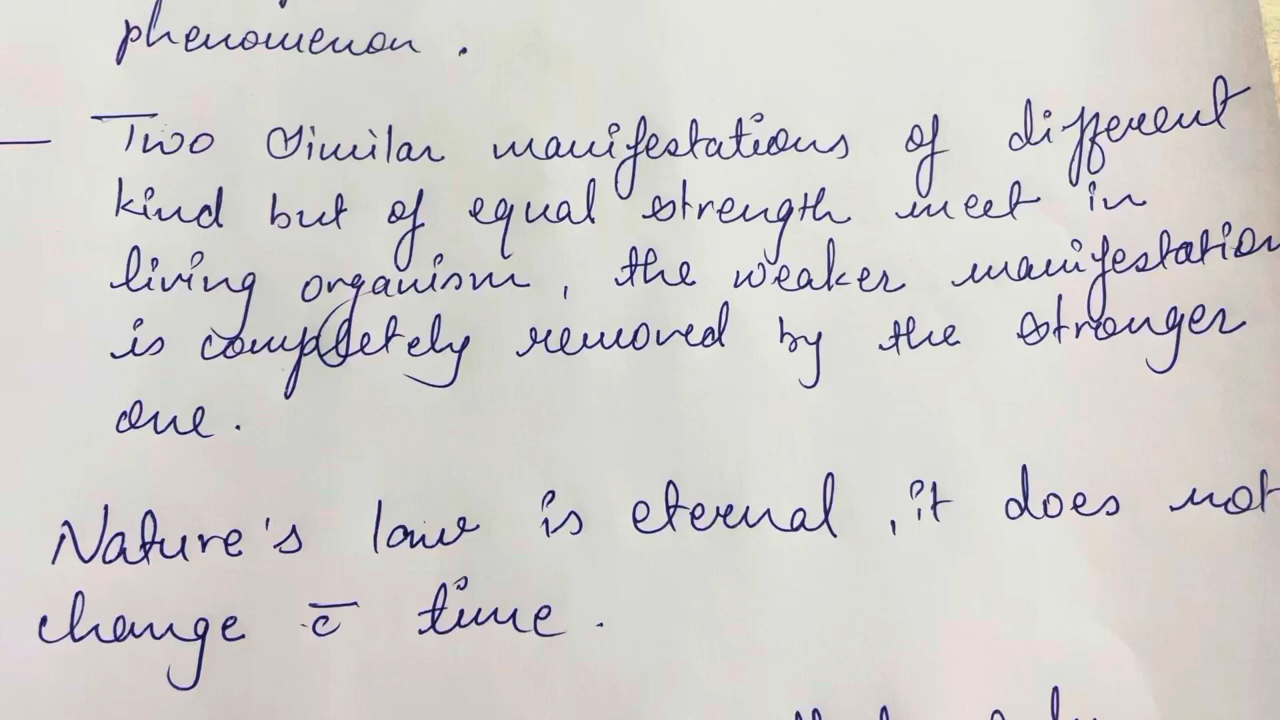 phenomenon.
— Two Similar manifestations of different
kind but of equal strength meet in
living organism, the weaker manifestation
is completely removed by the stronger
one.
Nature's law is eternal, it does not
change c̄ time.